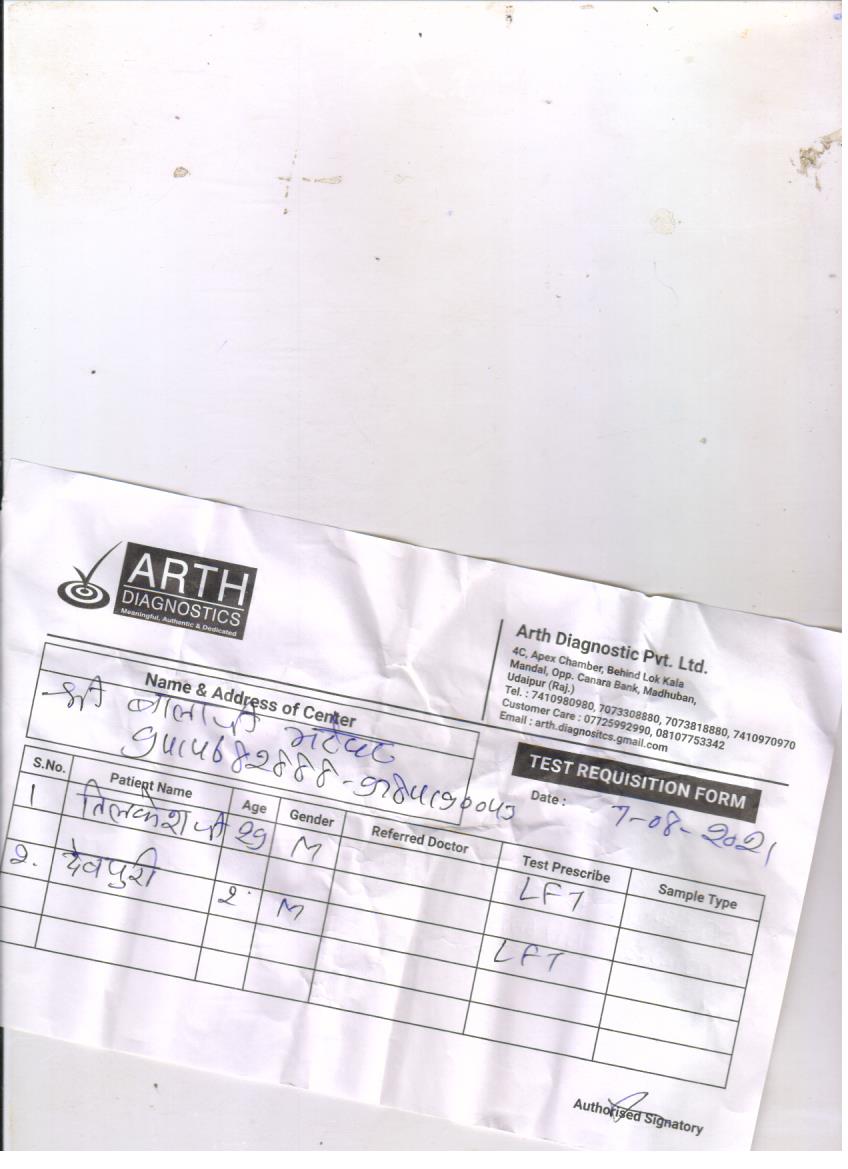 ARTH
DIAGNOSTICS
Meaningful, Authentic & Dedicated
Arth Diagnostic Pvt. Ltd.
4C, Apex Chamber, Behind Lok Kala
Mandal, Opp. Canara Bank, Madhuban,
Udaipur (Raj.)
Tel. : 7410980980, 7073308880, 7073818880, 7410970970
Customer Care : 07725992990, 08107753342
Email : arth.diagnositcs.gmail.com
Name & Address of Center
श्री
TEST REQUISITION FORM
Date : 7-08-2021
S.No. Patient Name Age Gender Referred Doctor Test Prescribe Sample Type
1 29 M LFT
2. देवपुरी 2 M LFT
Authorised Signatory